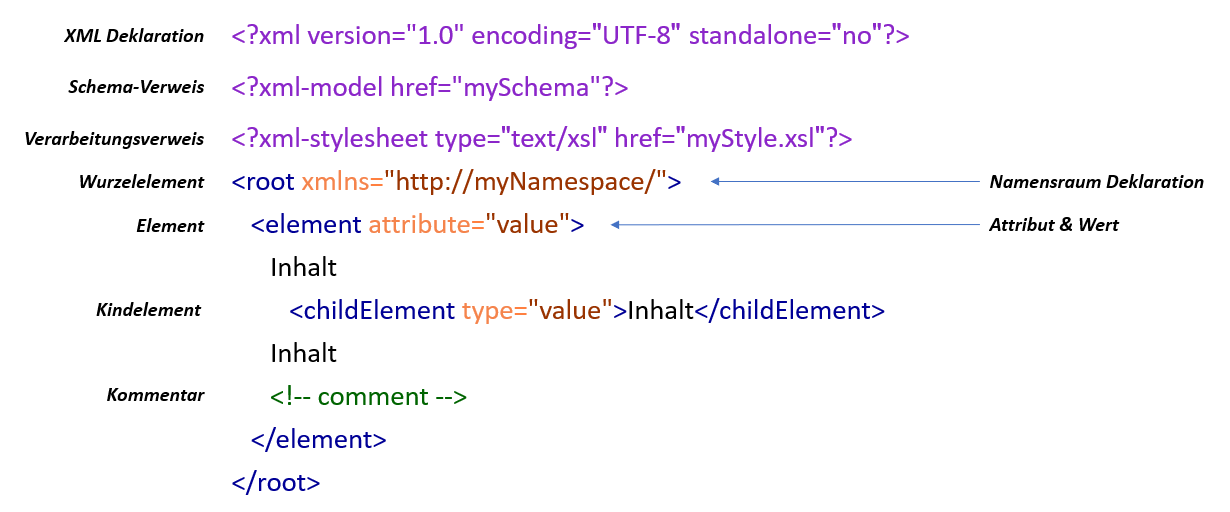 XML Deklaration <?xml version="1.0" encoding="UTF-8" standalone="no"?>
Schema-Verweis <?xml-model href="mySchema"?>
Verarbeitungsverweis <?xml-stylesheet type="text/xsl" href="myStyle.xsl"?>
Wurzelelement <root xmlns="http://myNamespace/"> Namensraum Deklaration
Element <element attribute="value"> Attribut & Wert
Inhalt
Kindelement <childElement type="value">Inhalt</childElement>
Inhalt
Kommentar <!-- comment -->
</element>
</root>